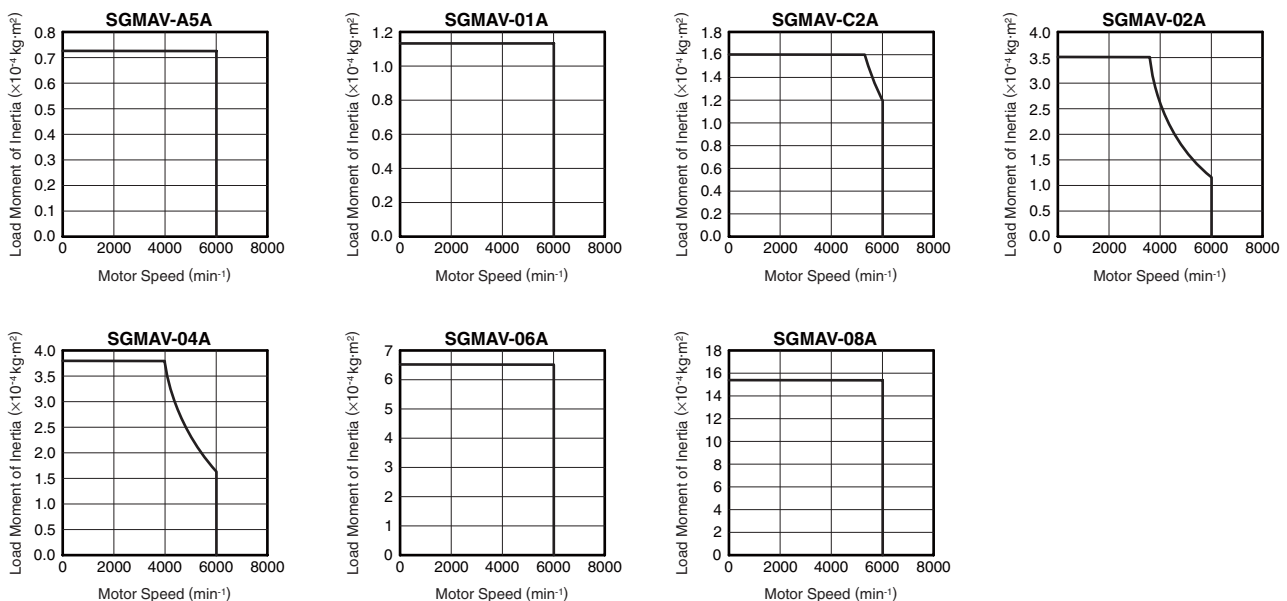 SGMAV-A5A
Load Moment of Inertia (×10⁻⁴ kg·m²)
0.8
0.7
0.6
0.5
0.4
0.3
0.2
0.1
0.0
0 2000 4000 6000 8000
Motor Speed (min⁻¹)
SGMAV-01A
Load Moment of Inertia (×10⁻⁴ kg·m²)
1.2
1.0
0.8
0.6
0.4
0.2
0.0
0 2000 4000 6000 8000
Motor Speed (min⁻¹)
SGMAV-C2A
Load Moment of Inertia (×10⁻⁴ kg·m²)
1.8
1.6
1.4
1.2
1.0
0.8
0.6
0.4
0.2
0.0
0 2000 4000 6000 8000
Motor Speed (min⁻¹)
SGMAV-02A
Load Moment of Inertia (×10⁻⁴ kg·m²)
4.0
3.5
3.0
2.5
2.0
1.5
1.0
0.5
0.0
0 2000 4000 6000 8000
Motor Speed (min⁻¹)
SGMAV-04A
Load Moment of Inertia (×10⁻⁴ kg·m²)
4.0
3.5
3.0
2.5
2.0
1.5
1.0
0.5
0.0
0 2000 4000 6000 8000
Motor Speed (min⁻¹)
SGMAV-06A
Load Moment of Inertia (×10⁻⁴ kg·m²)
7
6
5
4
3
2
1
0
0 2000 4000 6000 8000
Motor Speed (min⁻¹)
SGMAV-08A
Load Moment of Inertia (×10⁻⁴ kg·m²)
18
16
14
12
10
8
6
4
2
0
0 2000 4000 6000 8000
Motor Speed (min⁻¹)